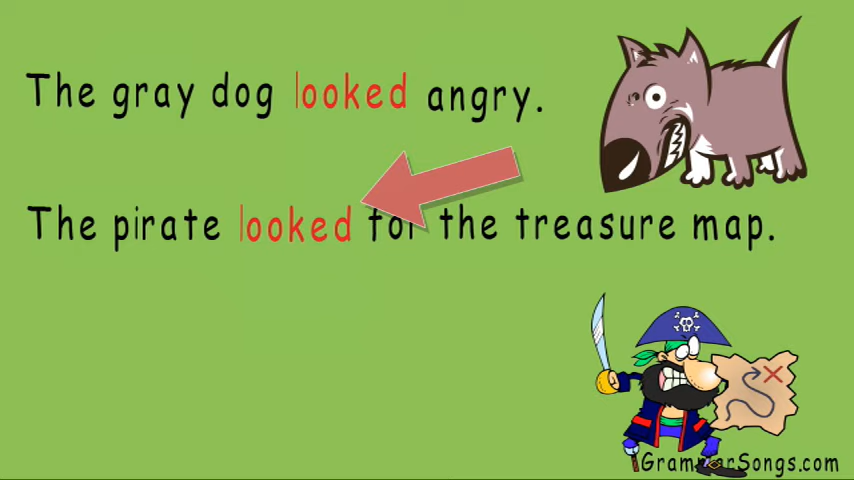 The gray dog looked angry.
The pirate looked for the treasure map.
GrammarSongs.com